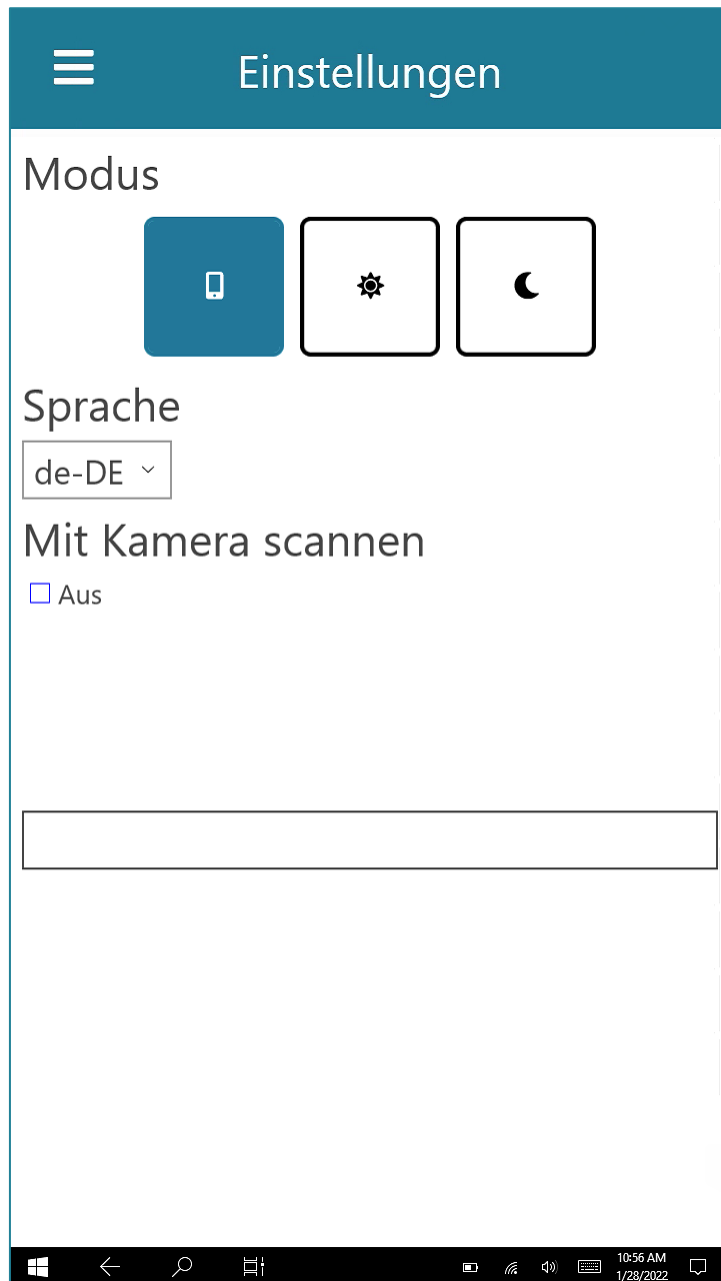 Einstellungen
Modus
Sprache
de-DE
Mit Kamera scannen
Aus
10:56 AM
1/28/2022